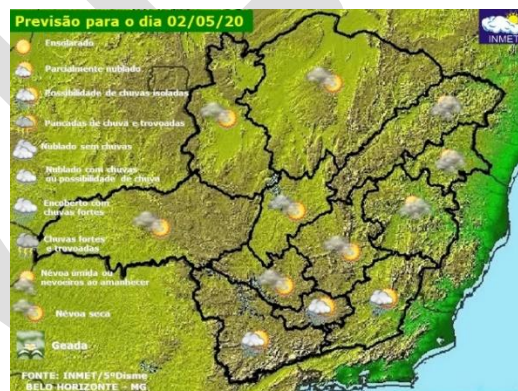 Previsão para o dia 02/05/20
INMET
Ensolarado
Parcialmente nublado
Possibilidade de chuvas isoladas
Pancadas de chuva e trovoadas
Nublado sem chuvas
Nublado com chuvas
ou possibilidade de chuva
Encoberto com
chuvas fortes
Chuvas fortes
e trovoadas
Névoa úmida ou
nevoeiros ao amanhecer
Névoa seca
Geada
FONTE: INMET/5ºDisme
BELO HORIZONTE - MG